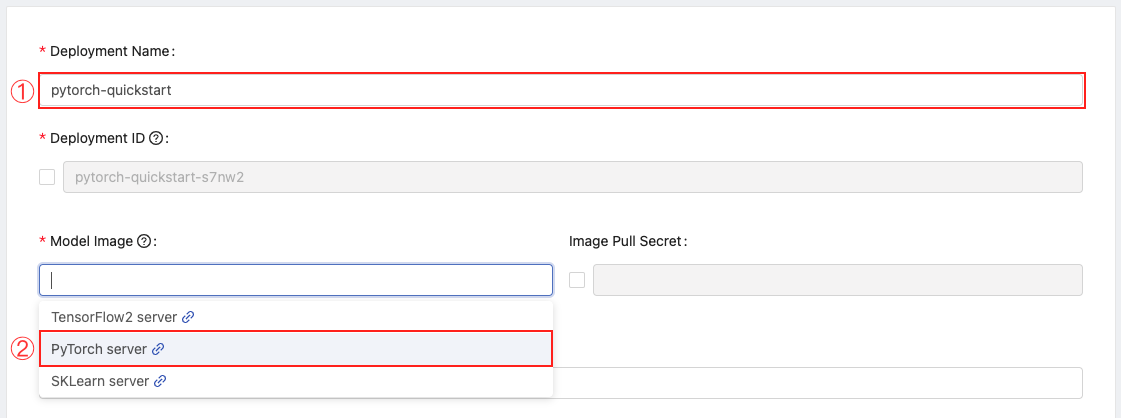 * Deployment Name:
① pytorch-quickstart
* Deployment ID ?:
pytorch-quickstart-s7nw2
* Model Image ?: Image Pull Secret:
TensorFlow2 server
② PyTorch server
SKLearn server